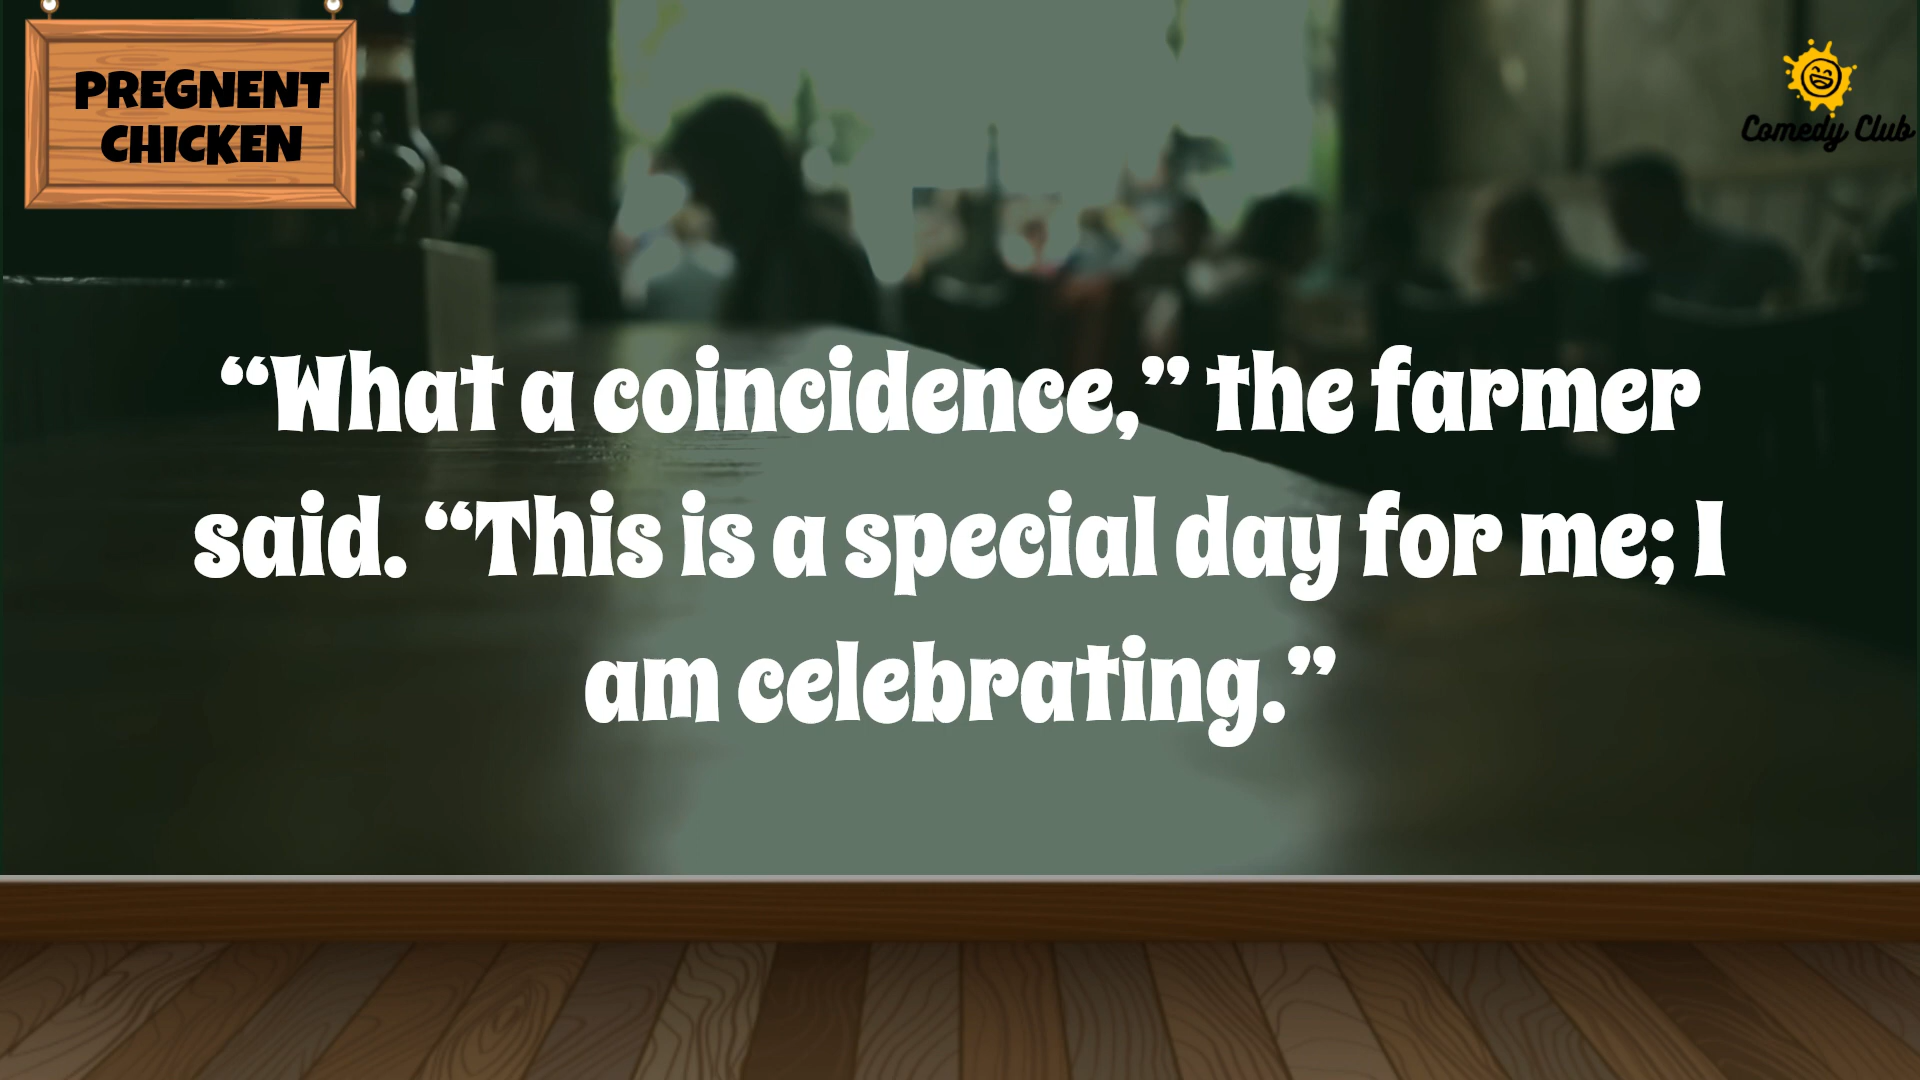 PREGNENT
CHICKEN
Comedy Club
“What a coincidence,” the farmer
said. “This is a special day for me; I
am celebrating.”